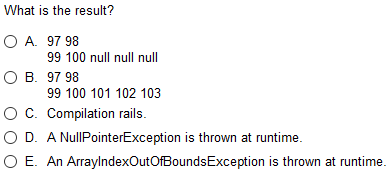 What is the result?
A. 97 98
99 100 null null null
B. 97 98
99 100 101 102 103
C. Compilation rails.
D. A NullPointerException is thrown at runtime.
E. An ArrayIndexOutOfBoundsException is thrown at runtime.